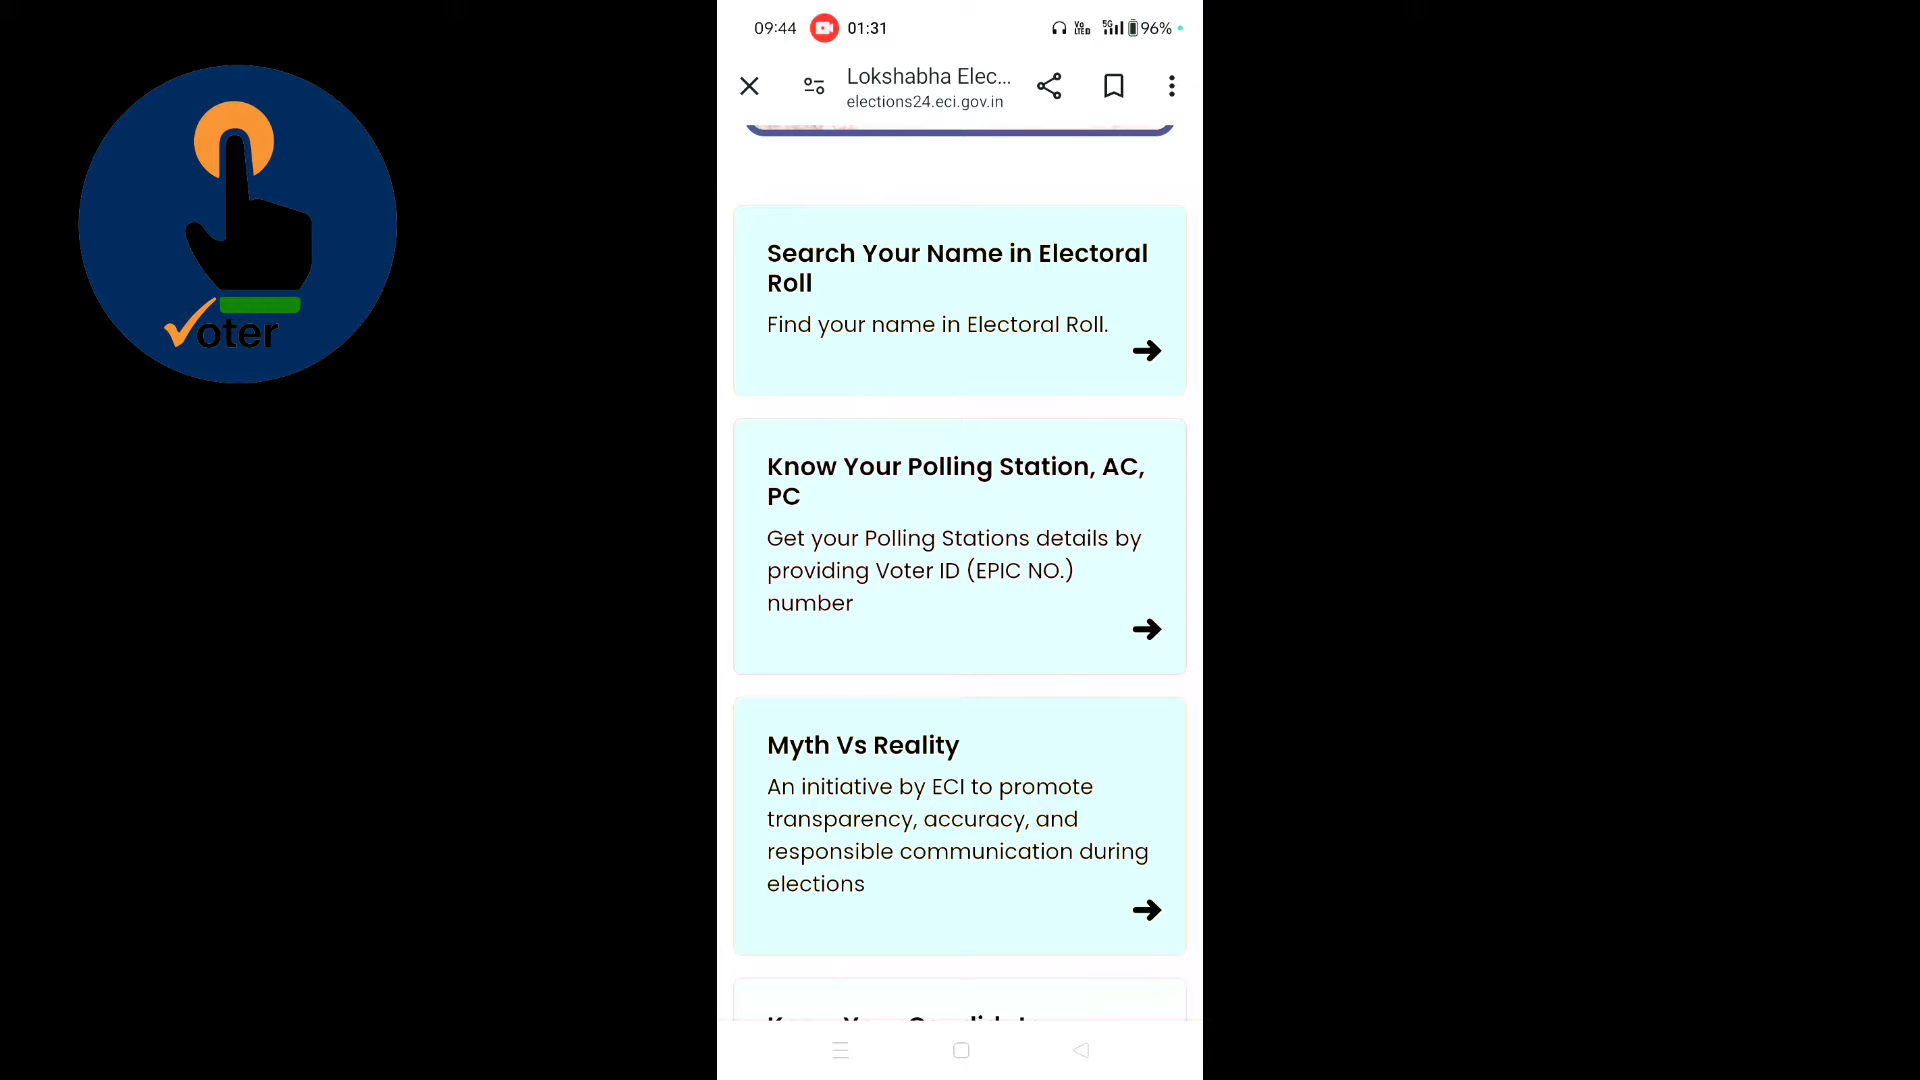 09:44 01:31 Vo LTE 5G 96%
Lokshabha Elec...
elections24.eci.gov.in
oter
Search Your Name in Electoral
Roll
Find your name in Electoral Roll.
Know Your Polling Station, AC,
PC
Get your Polling Stations details by
providing Voter ID (EPIC NO.)
number
Myth Vs Reality
An initiative by ECI to promote
transparency, accuracy, and
responsible communication during
elections